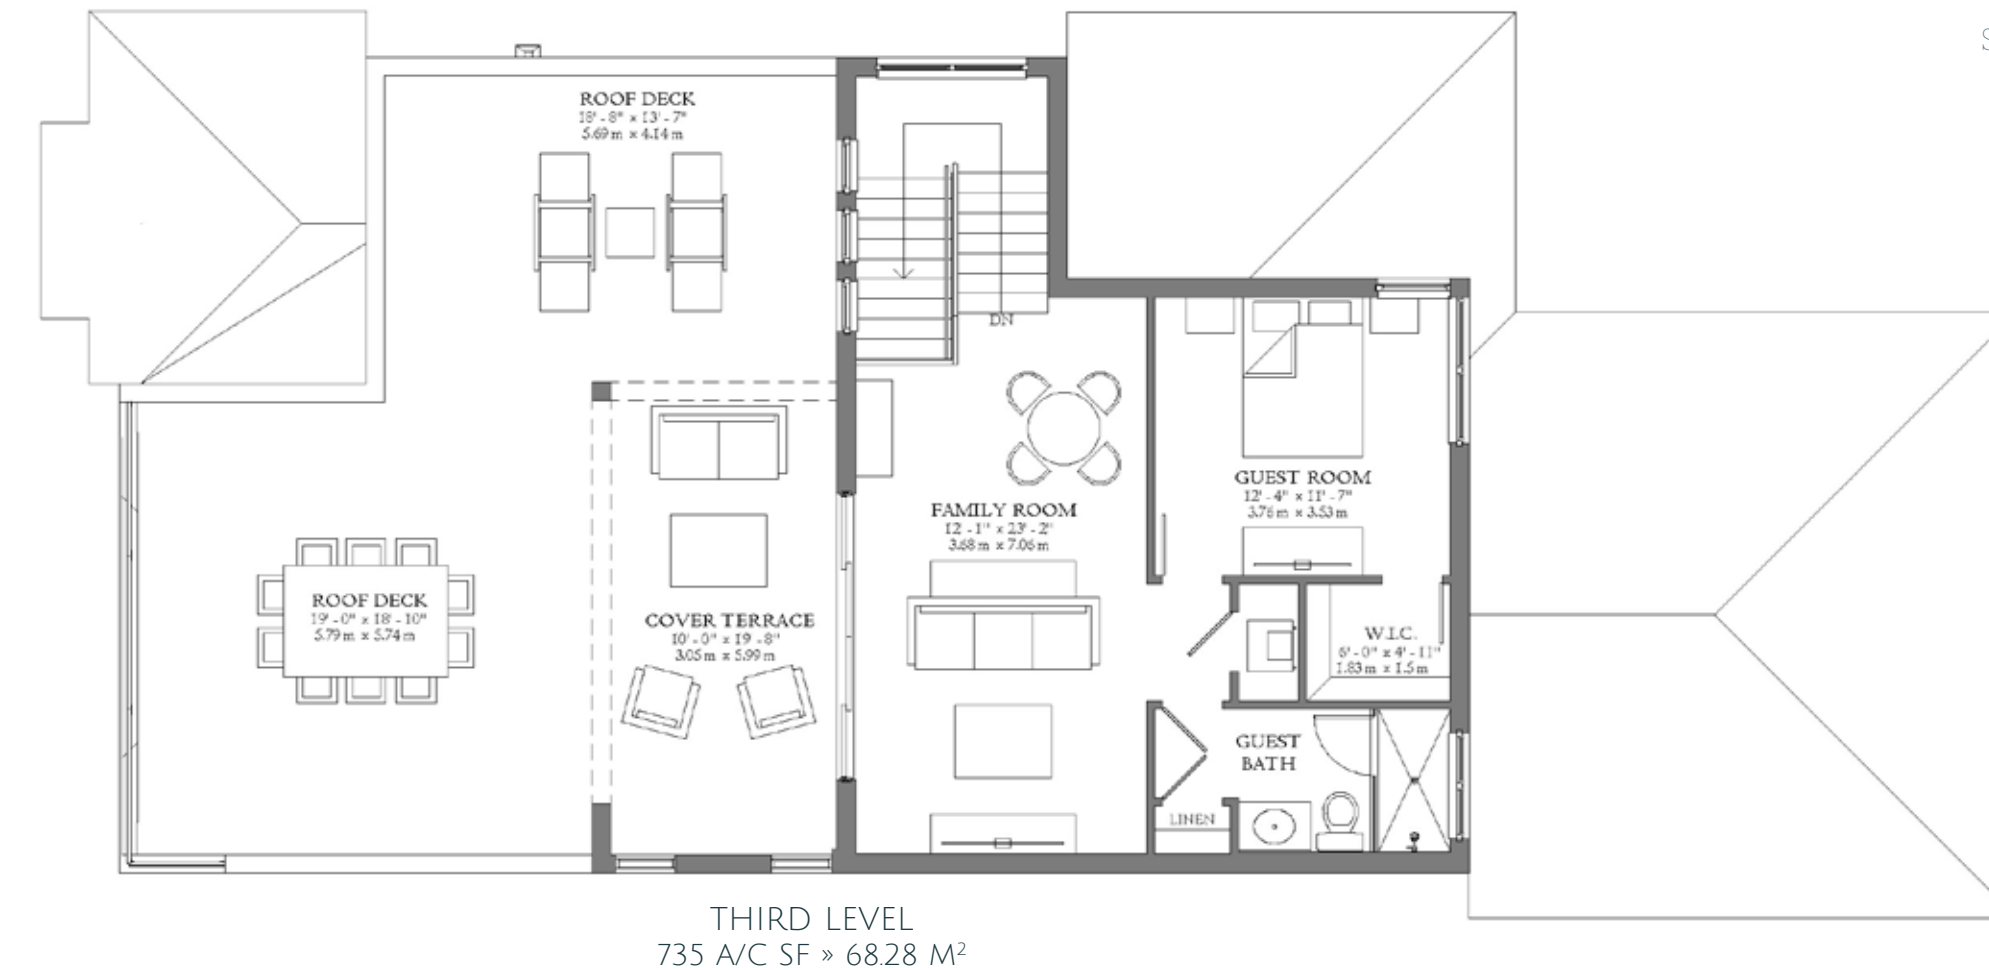 S
ROOF DECK
18' - 8" x 13' - 7"
5.69 m x 4.14 m
DN
GUEST ROOM
12' - 4" x 11' - 7"
3.76 m x 3.53 m
FAMILY ROOM
12 - 1" x 23' - 2"
3.68 m x 7.06 m
ROOF DECK
19' - 0" x 18' - 10"
5.79 m x 5.74 m
COVER TERRACE
10' - 0" x 19 - 8"
3.05 m x 5.99 m
W.I.C.
6' - 0" x 4' - 11"
1.83 m x 1.5 m
GUEST
BATH
LINEN
THIRD LEVEL
735 A/C SF » 68.28 M²